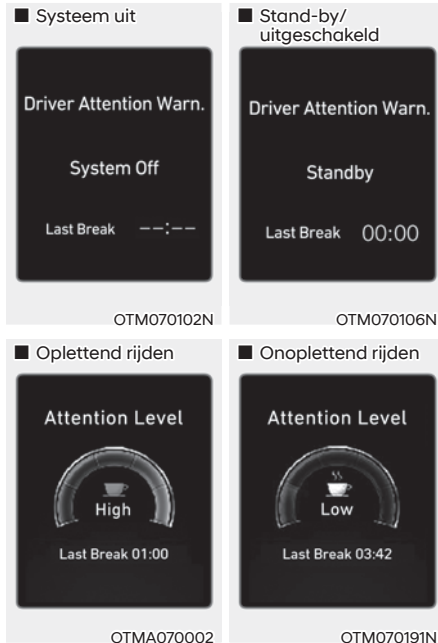 ■ Systeem uit
Driver Attention Warn.
System Off
Last Break --:--
OTM070102N
■ Stand-by/
uitgeschakeld
Driver Attention Warn.
Standby
Last Break 00:00
OTM070106N
■ Oplettend rijden
Attention Level
High
Last Break 01:00
OTMA070002
■ Onoplettend rijden
Attention Level
Low
Last Break 03:42
OTM070191N